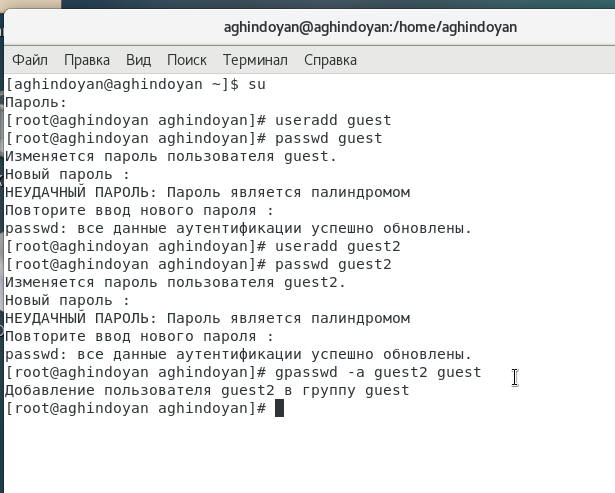 aghindoyan@aghindoyan:/home/aghindoyan
Файл Правка Вид Поиск Терминал Справка
[aghindoyan@aghindoyan ~]$ su
Пароль:
[root@aghindoyan aghindoyan]# useradd guest
[root@aghindoyan aghindoyan]# passwd guest
Изменяется пароль пользователя guest.
Новый пароль :
НЕУДАЧНЫЙ ПАРОЛЬ: Пароль является палиндромом
Повторите ввод нового пароля :
passwd: все данные аутентификации успешно обновлены.
[root@aghindoyan aghindoyan]# useradd guest2
[root@aghindoyan aghindoyan]# passwd guest2
Изменяется пароль пользователя guest2.
Новый пароль :
НЕУДАЧНЫЙ ПАРОЛЬ: Пароль является палиндромом
Повторите ввод нового пароля :
passwd: все данные аутентификации успешно обновлены.
[root@aghindoyan aghindoyan]# gpasswd -a guest2 guest
Добавление пользователя guest2 в группу guest
[root@aghindoyan aghindoyan]#